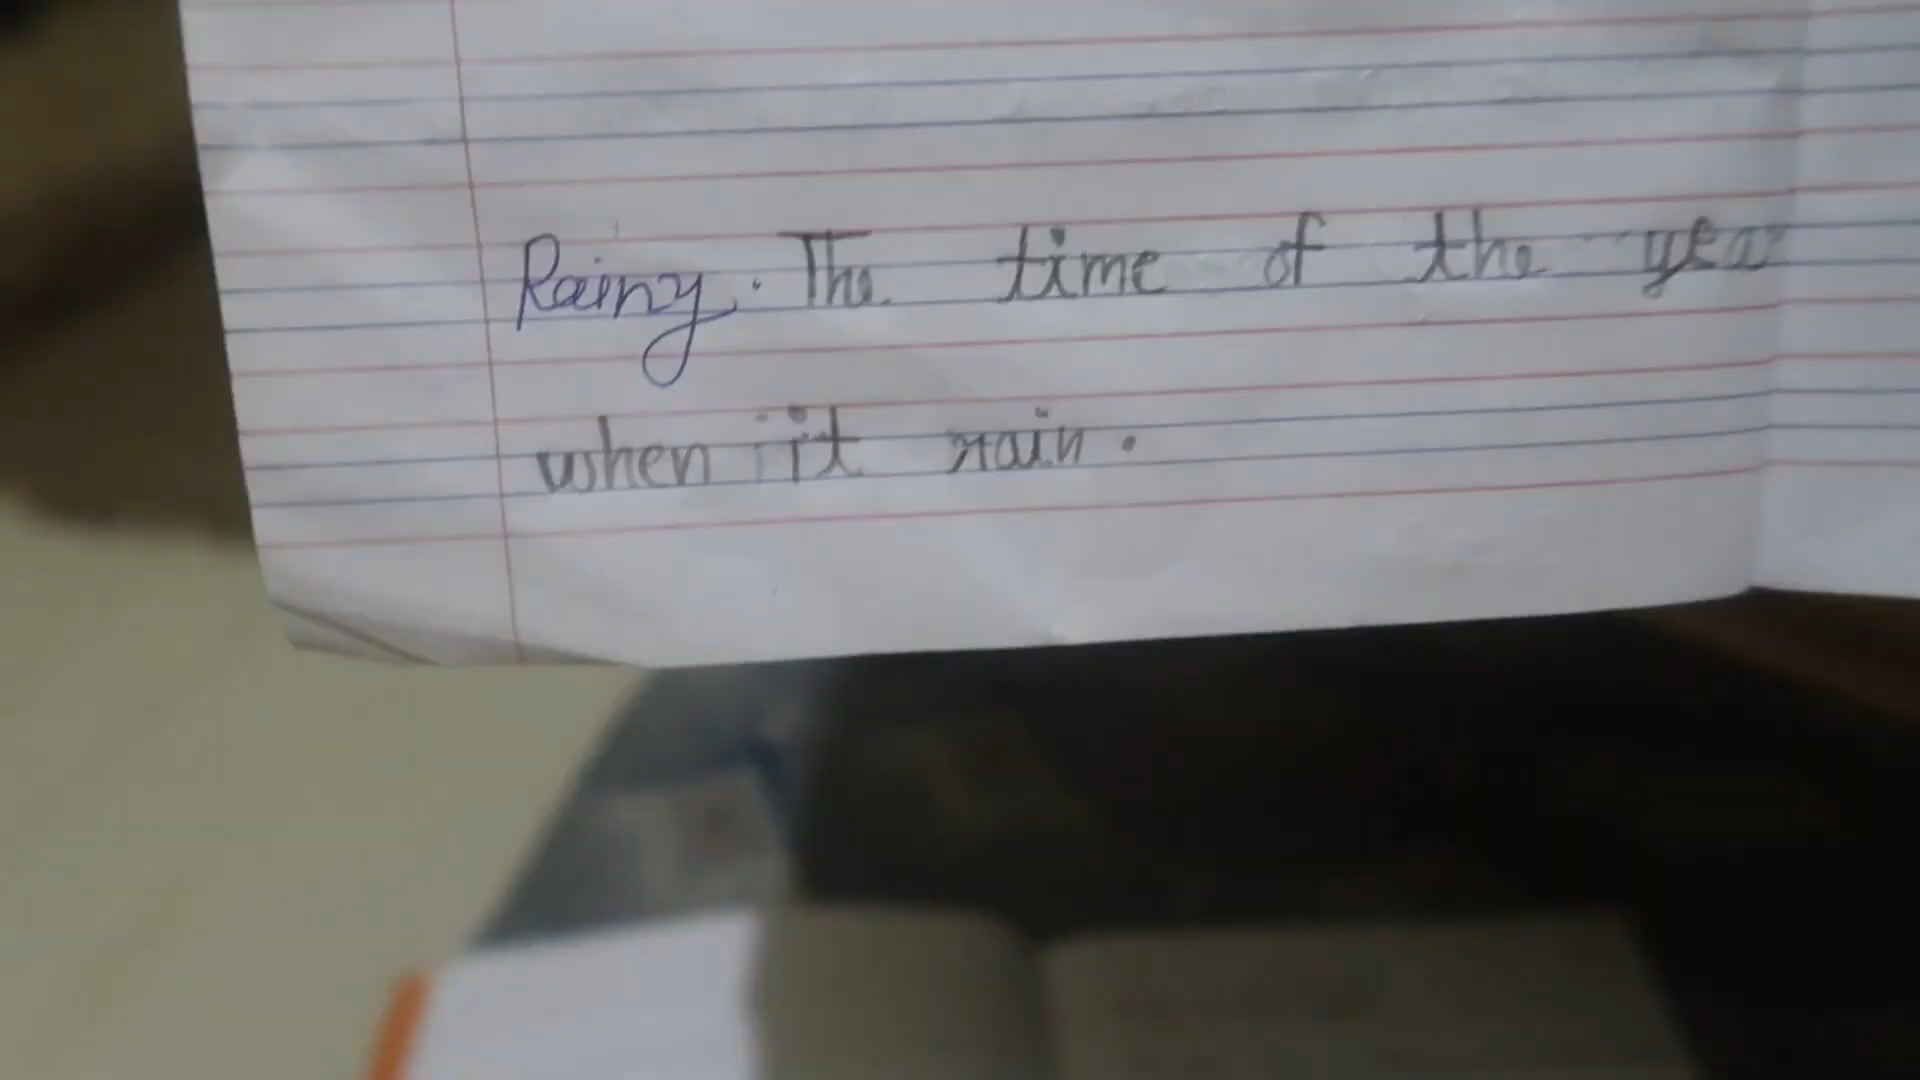 Rainy. The time of the year
when it rain.